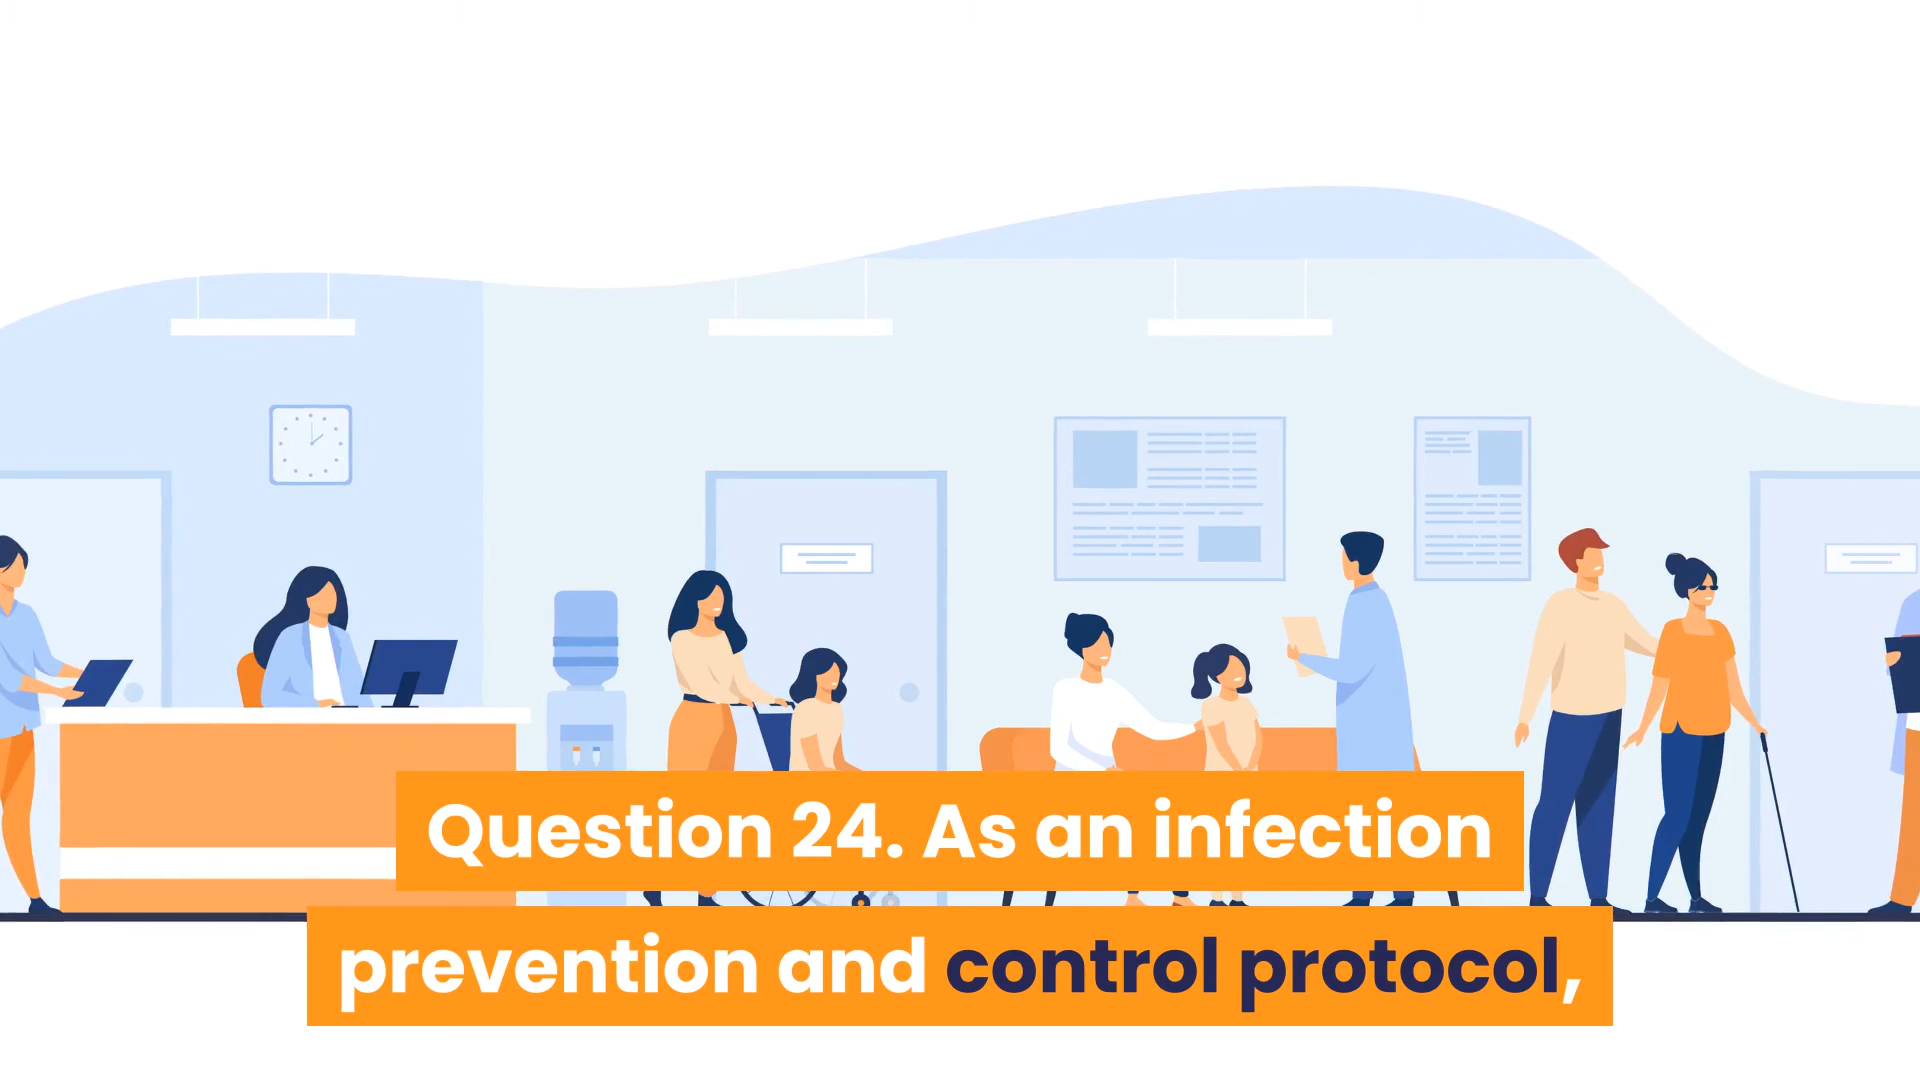 Question 24. As an infection
prevention and control protocol,